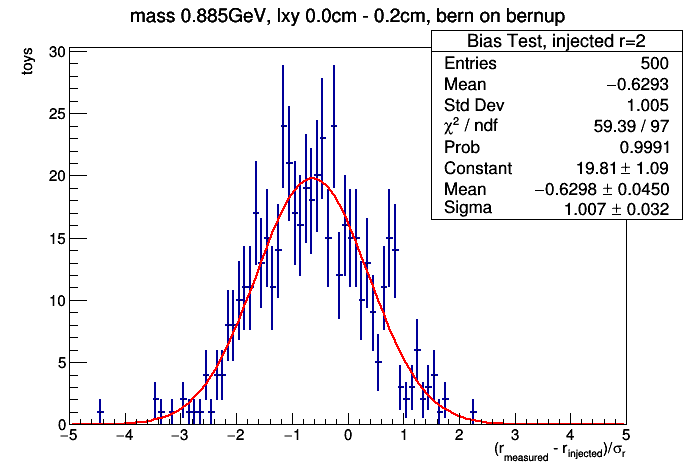 mass 0.885GeV, lxy 0.0cm - 0.2cm, bern on bernup
Bias Test, injected r=2
Entries 500
Mean −0.6293
Std Dev 1.005
χ² / ndf 59.39 / 97
Prob 0.9991
Constant 19.81 ± 1.09
Mean −0.6298 ± 0.0450
Sigma 1.007 ± 0.032
toys
30
25
20
15
10
5
0
−5 −4 −3 −2 −1 0 1 2 3 4 5
(r_measured - r_injected)/σ_r